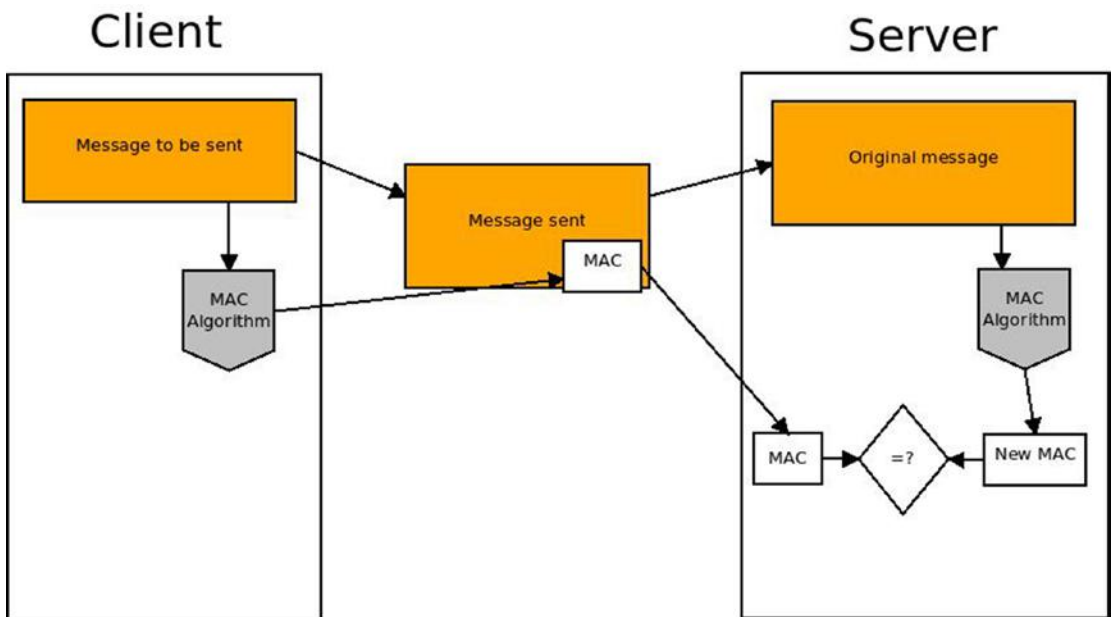 Client
Server
Message to be sent
Message sent
MAC
Original message
MAC
Algorithm
MAC
Algorithm
MAC
=?
New MAC